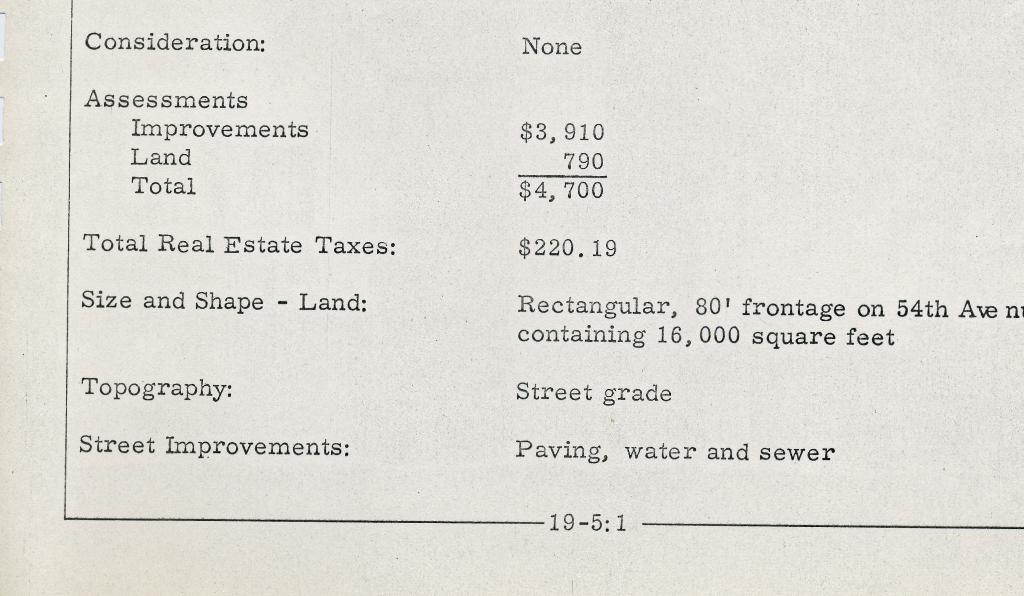 Consideration: None
Assessments
Improvements $3,910
Land 790
Total $4,700
Total Real Estate Taxes: $220.19
Size and Shape - Land: Rectangular, 80' frontage on 54th
containing 16,000 square feet
Topography: Street grade
Street Improvements: Paving, water and sewer
19-5:1